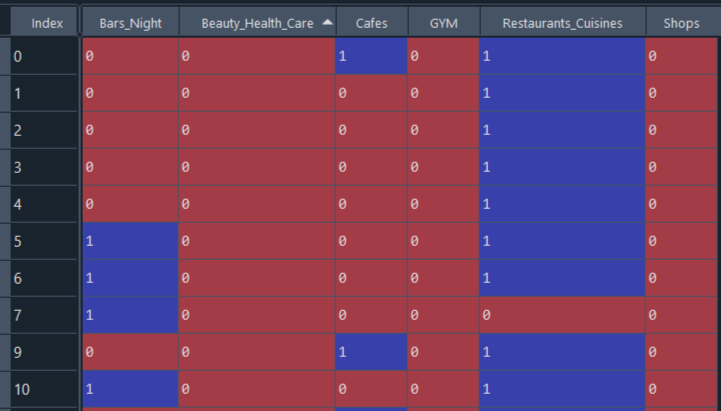 Index Bars_Night Beauty_Health_Care Cafes GYM Restaurants_Cuisines Shops
0 0 0 1 0 1 0
1 0 0 0 0 1 0
2 0 0 0 0 1 0
3 0 0 0 0 1 0
4 0 0 0 0 1 0
5 1 0 0 0 1 0
6 1 0 0 0 1 0
7 1 0 0 0 0 0
9 0 0 1 0 1 0
10 1 0 0 0 1 0